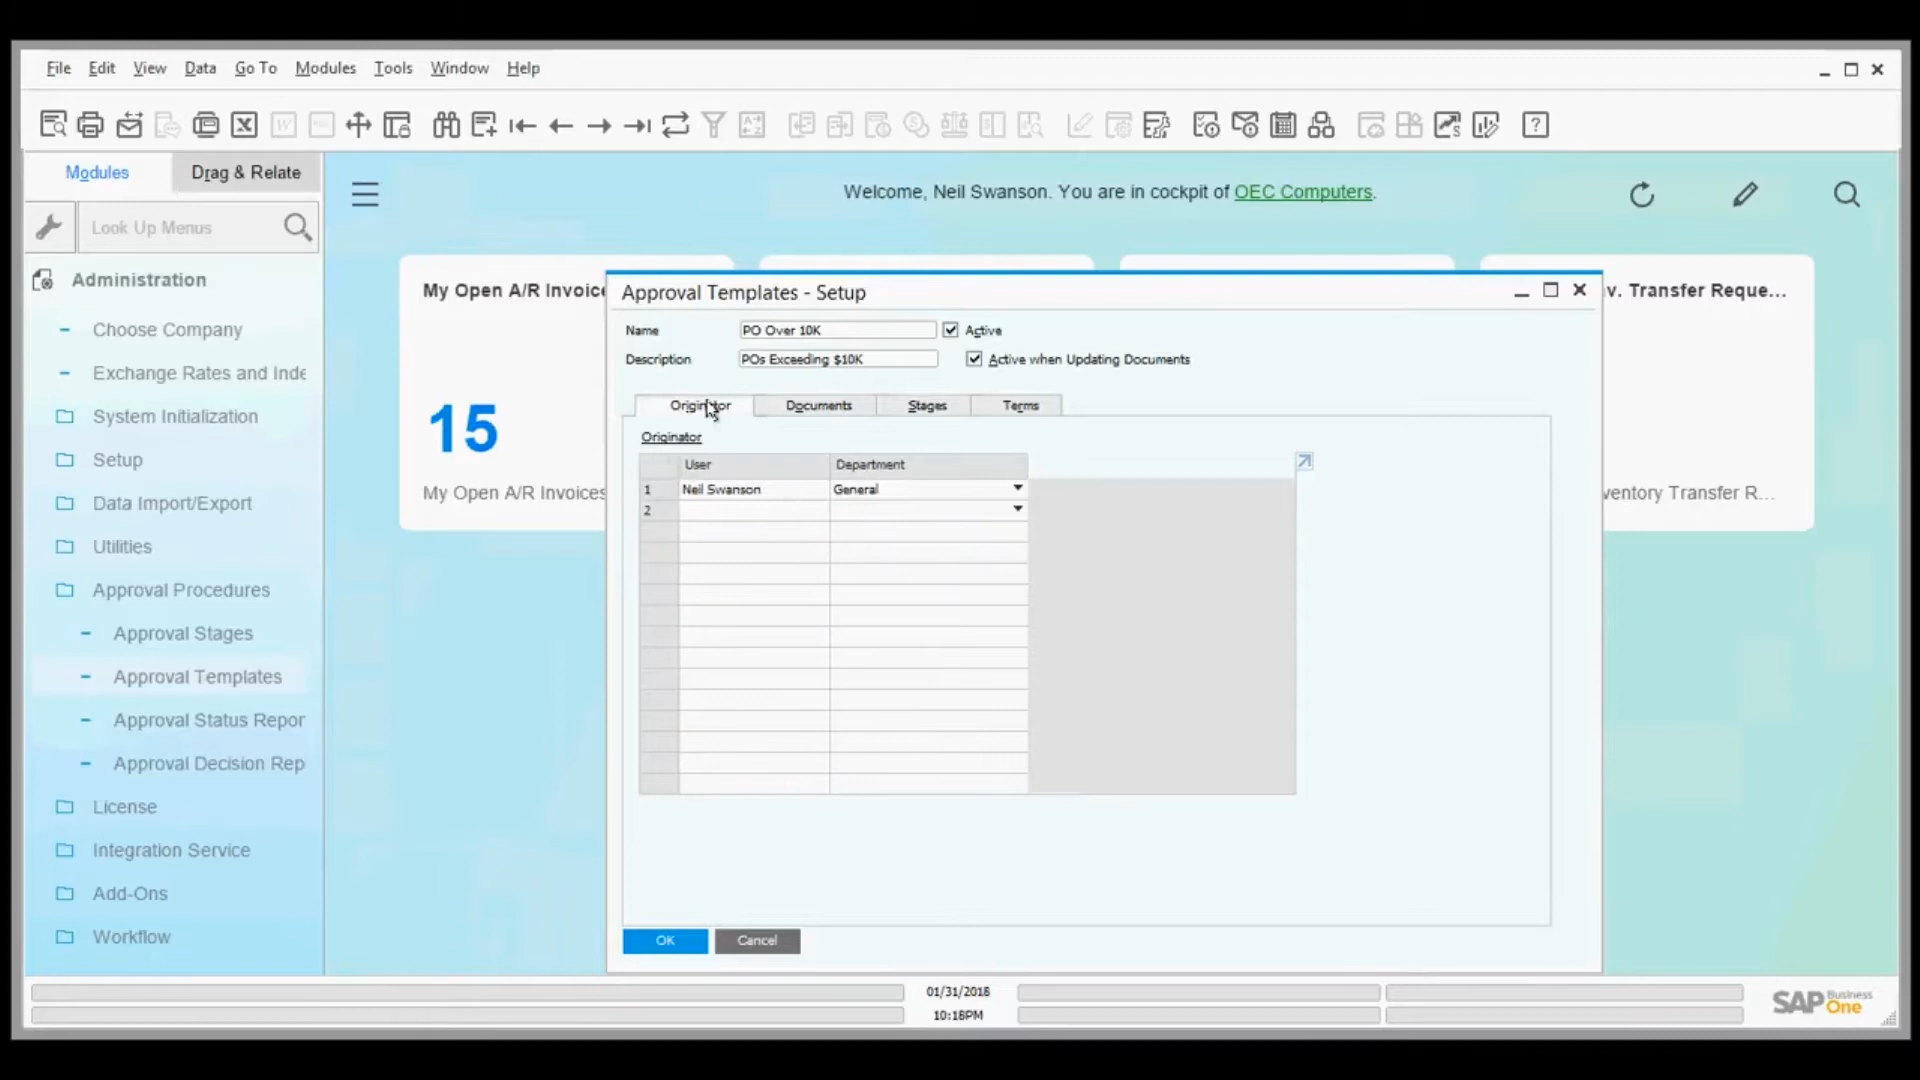 File Edit View Data Go To Modules Tools Window Help
Modules Drag & Relate
Look Up Menus
Welcome, Neil Swanson. You are in cockpit of OEC Computers.
Administration
Choose Company
Exchange Rates and Inde
System Initialization
Setup
Data Import/Export
Utilities
Approval Procedures
Approval Stages
Approval Templates
Approval Status Repor
Approval Decision Rep
License
Integration Service
Add-Ons
Workflow
My Open A/R Invoic
15
My Open A/R Invoices
v. Transfer Reque...
ventory Transfer R...
Approval Templates - Setup
Name PO Over 10K Active
Description POs Exceeding $10K Active when Updating Documents
Originator Documents Stages Terms
Originator
User Department
1 Neil Swanson General
2
OK Cancel
01/31/2018
10:18PM
SAP Business One